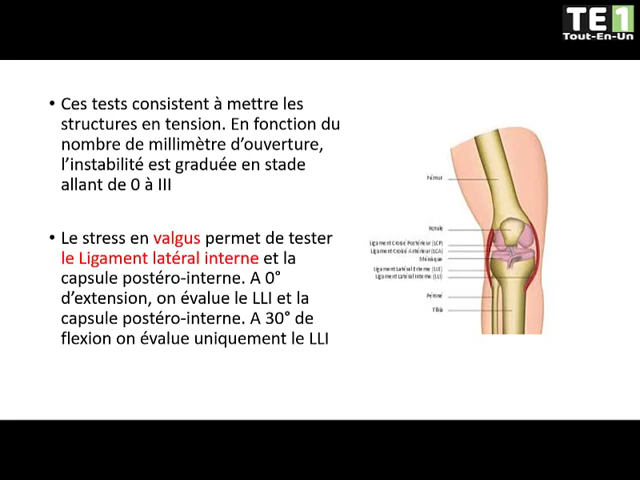 TE1
Tout-En-Un
• Ces tests consistent à mettre les
structures en tension. En fonction du
nombre de millimètre d'ouverture,
l'instabilité est graduée en stade
allant de 0 à III
• Le stress en valgus permet de tester
le Ligament latéral interne et la
capsule postéro-interne. A 0°
d'extension, on évalue le LLI et la
capsule postéro-interne. A 30° de
flexion on évalue uniquement le LLI
Fémur
Rotule
Ligament Croisé Postérieur (LCP)
Ligament Croisé Antérieur (LCA)
Ménisque
Ligament Latéral Externe (LLE)
Ligament Latéral Interne (LLI)
Péroné
Tibia